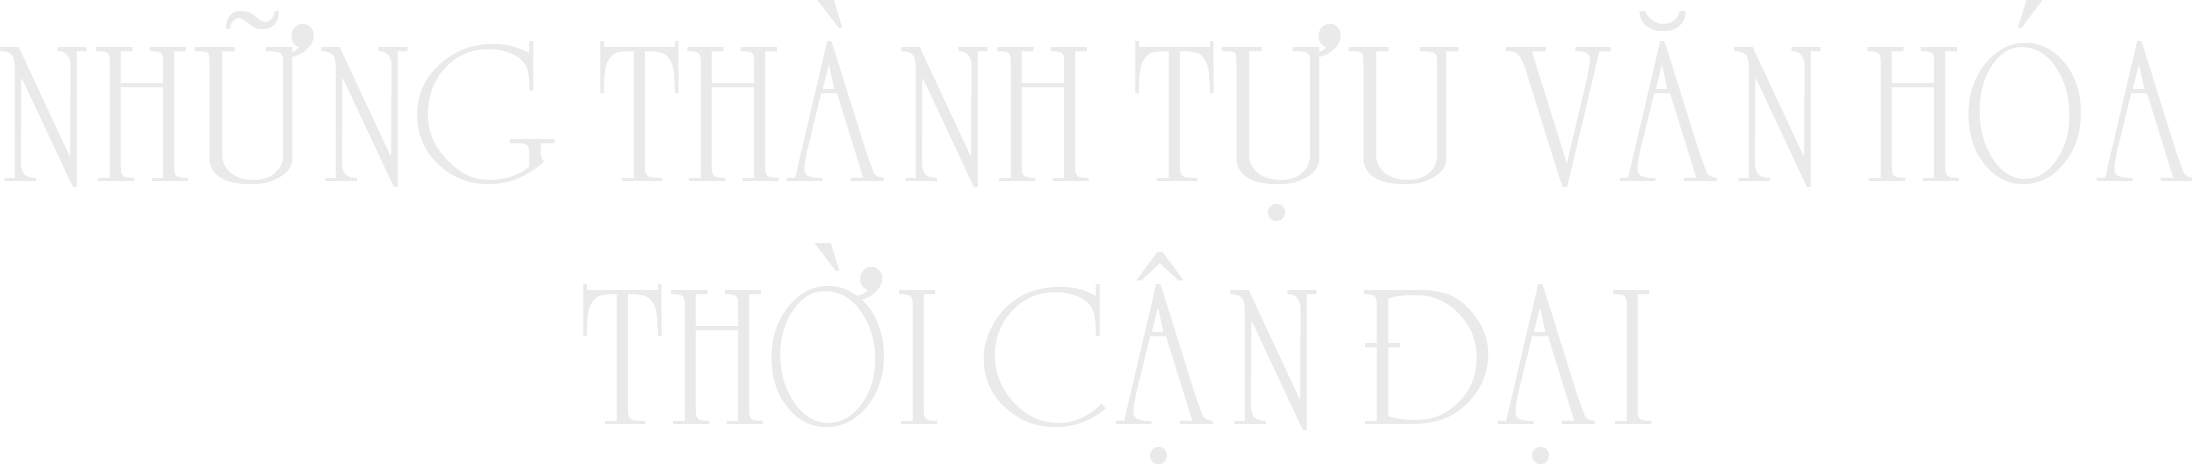 NHỮNG THÀNH TỰU VĂN HÓA
THỜI CẬN ĐẠI